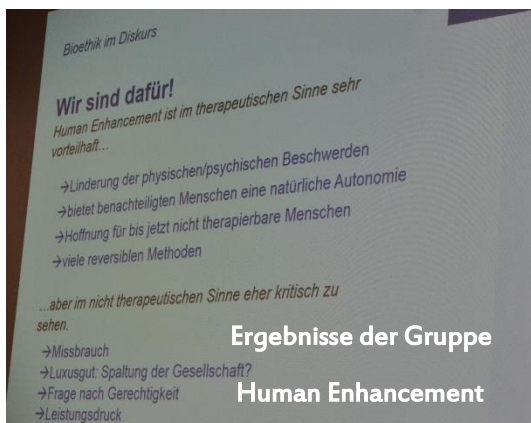 Bioethik im Diskurs
Wir sind dafür!
Human Enhancement ist im therapeutischen Sinne sehr
vorteilhaft…
→Linderung der physischen/psychischen Beschwerden
→bietet benachteiligten Menschen eine natürliche Autonomie
→Hoffnung für bis jetzt nicht therapierbare Menschen
→viele reversiblen Methoden
...aber im nicht therapeutischen Sinne eher kritisch zu
sehen.
→Missbrauch
→Luxusgut: Spaltung der Gesellschaft?
→Frage nach Gerechtigkeit
→Leistungsdruck
Ergebnisse der Gruppe
Human Enhancement